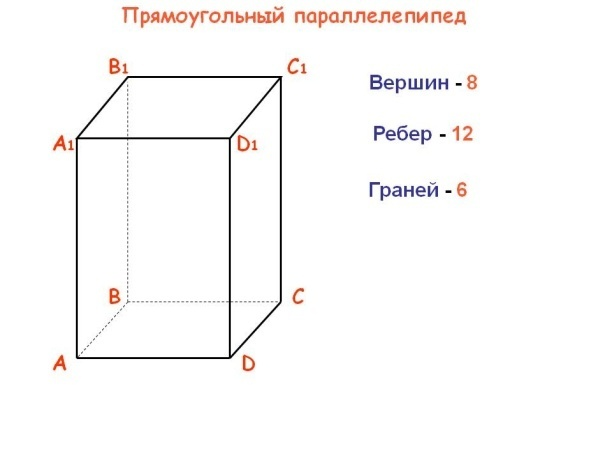 Прямоугольный параллелепипед
B1 C1
Вершин - 8
Ребер - 12
A1 D1
Граней - 6
B C
A D